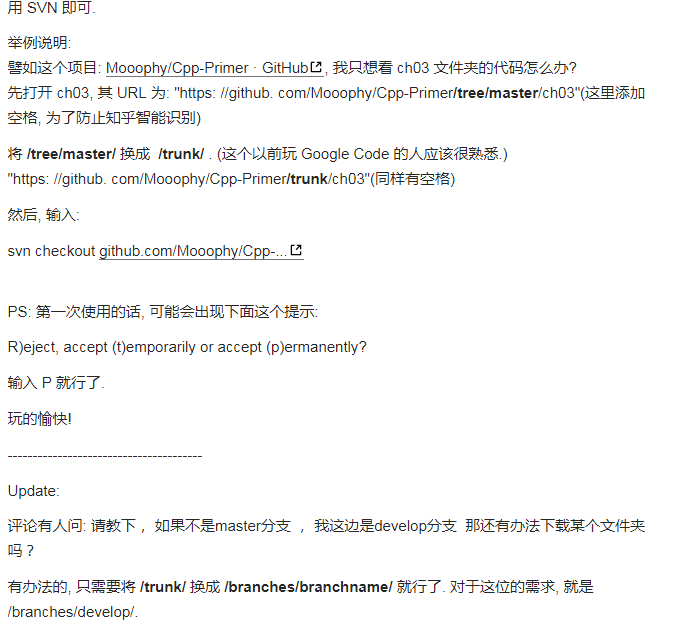 用 SVN 即可.
举例说明:
譬如这个项目: Mooophy/Cpp-Primer · GitHub, 我只想看 ch03 文件夹的代码怎么办?
先打开 ch03, 其 URL 为: "https: //github. com/Mooophy/Cpp-Primer/tree/master/ch03"(这里添加
空格, 为了防止知乎智能识别)
将 /tree/master/ 换成 /trunk/ . (这个以前玩 Google Code 的人应该很熟悉.)
"https: //github. com/Mooophy/Cpp-Primer/trunk/ch03"(同样有空格)
然后, 输入:
svn checkout github.com/Mooophy/Cpp-...
PS: 第一次使用的话, 可能会出现下面这个提示:
R)eject, accept (t)emporarily or accept (p)ermanently?
输入 P 就行了.
玩的愉快!
---------------------------------------
Update:
评论有人问: 请教下 ，如果不是master分支 ，我这边是develop分支 那还有办法下载某个文件夹
吗？
有办法的, 只需要将 /trunk/ 换成 /branches/branchname/ 就行了. 对于这位的需求, 就是
/branches/develop/.